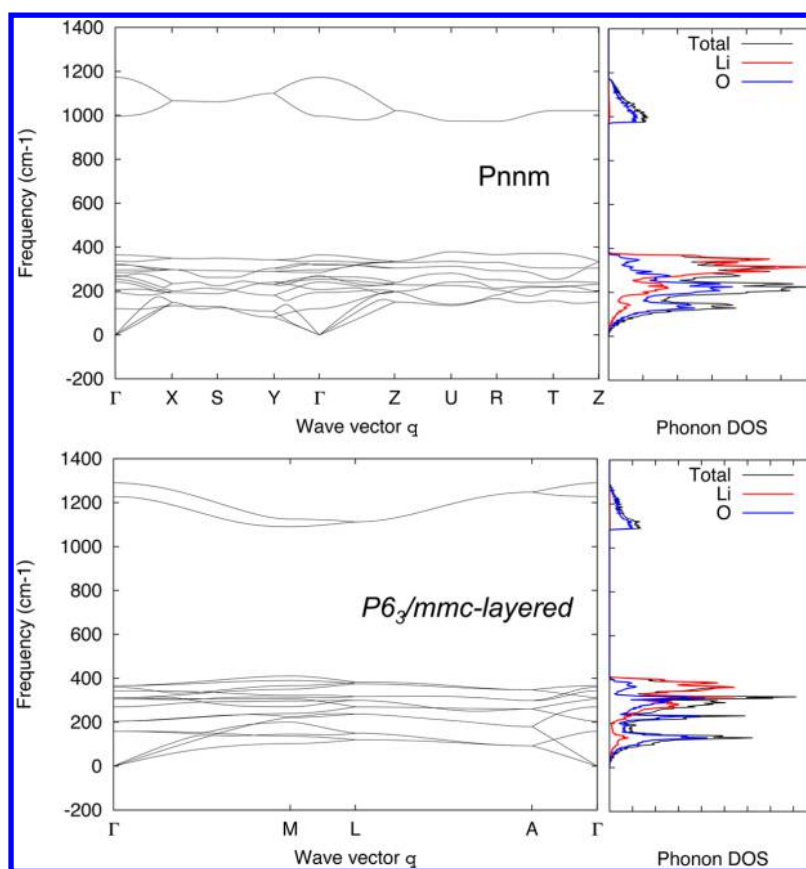 1400
1200
1000
800
600
400
200
0
-200
Frequency (cm-1)
Pnnm
Γ X S Y Γ Z U R T Z
Wave vector q
Total
Li
O
Phonon DOS
1400
1200
1000
800
600
400
200
0
-200
Frequency (cm-1)
P6₃/mmc-layered
Γ M L A Γ
Wave vector q
Total
Li
O
Phonon DOS